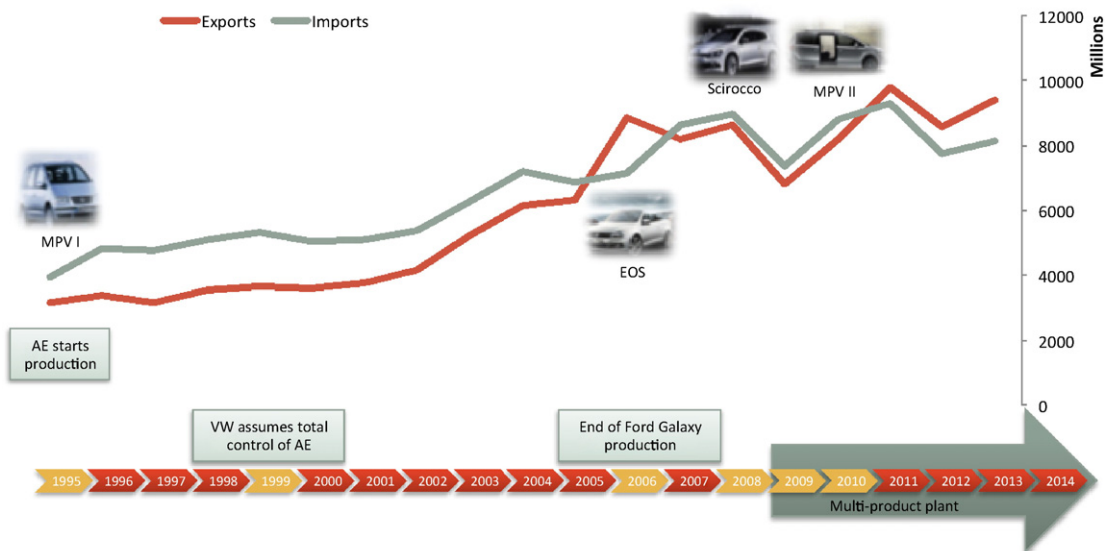 Exports
Imports
12000
Millions
10000
8000
6000
4000
2000
0
Scirocco
MPV II
MPV I
EOS
AE starts
production
VW assumes total
control of AE
End of Ford Galaxy
production
1995 1996 1997 1998 1999 2000 2001 2002 2003 2004 2005 2006 2007 2008 2009 2010 2011 2012 2013 2014
Multi-product plant